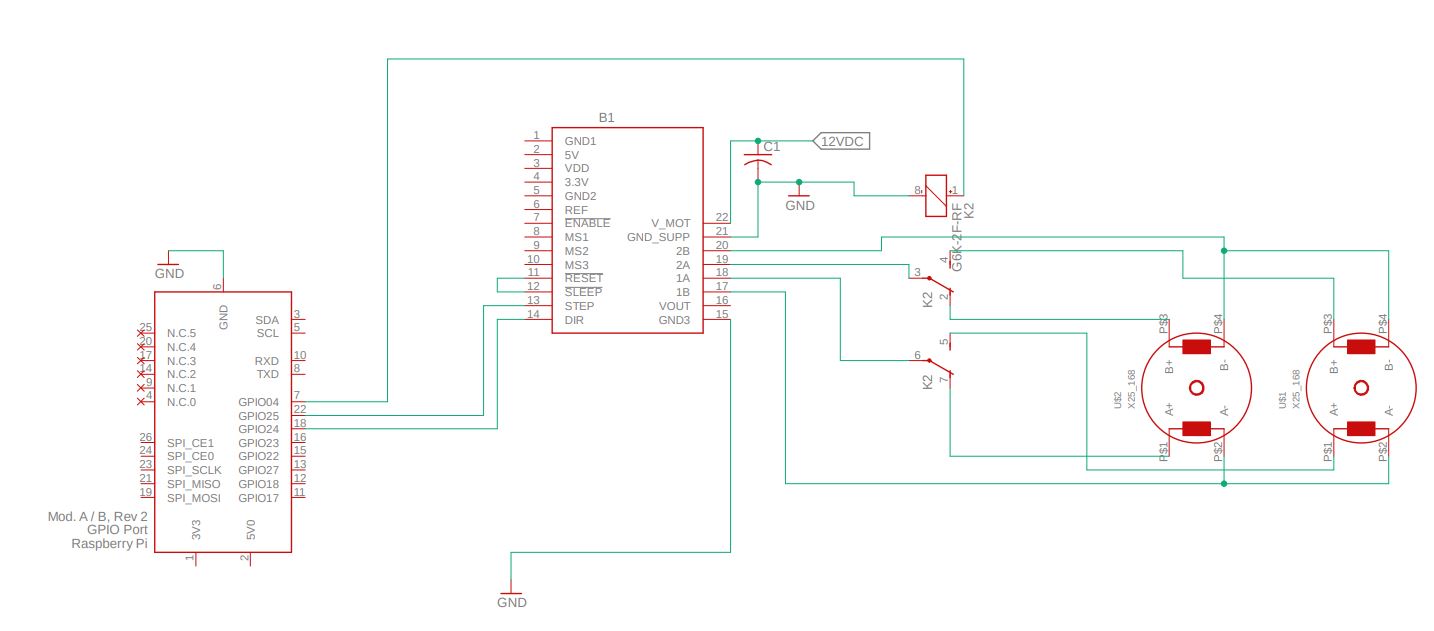 B1
1 GND1
2 5V
3 VDD
4 3.3V
5 GND2
6 REF
7 ENABLE
8 MS1
9 MS2
10 MS3
11 RESET
12 SLEEP
13 STEP
14 DIR
V_MOT 22
GND_SUPP 21
2B 20
2A 19
1A 18
1B 17
VOUT 16
GND3 15
12VDC
C1
GND
8 1
K2
G6K-2F-RF
4
3
2
K2
5
6
7
K2
GND
6
GND
25 N.C.5
20 N.C.4
17 N.C.3
14 N.C.2
9 N.C.1
4 N.C.0
26 SPI_CE1
24 SPI_CE0
23 SPI_SCLK
21 SPI_MISO
19 SPI_MOSI
SDA 3
SCL 5
RXD 10
TXD 8
GPIO04 7
GPIO25 22
GPIO24 18
GPIO23 16
GPIO22 15
GPIO27 13
GPIO18 12
GPIO17 11
3V3 5V0
1 2
Mod. A / B, Rev 2
GPIO Port
Raspberry Pi
GND
P$3 P$4
B+ B-
U$2
X25_168
A+ A-
P$1 P$2
P$3 P$4
B+ B-
U$1
X25_168
A+ A-
P$1 P$2